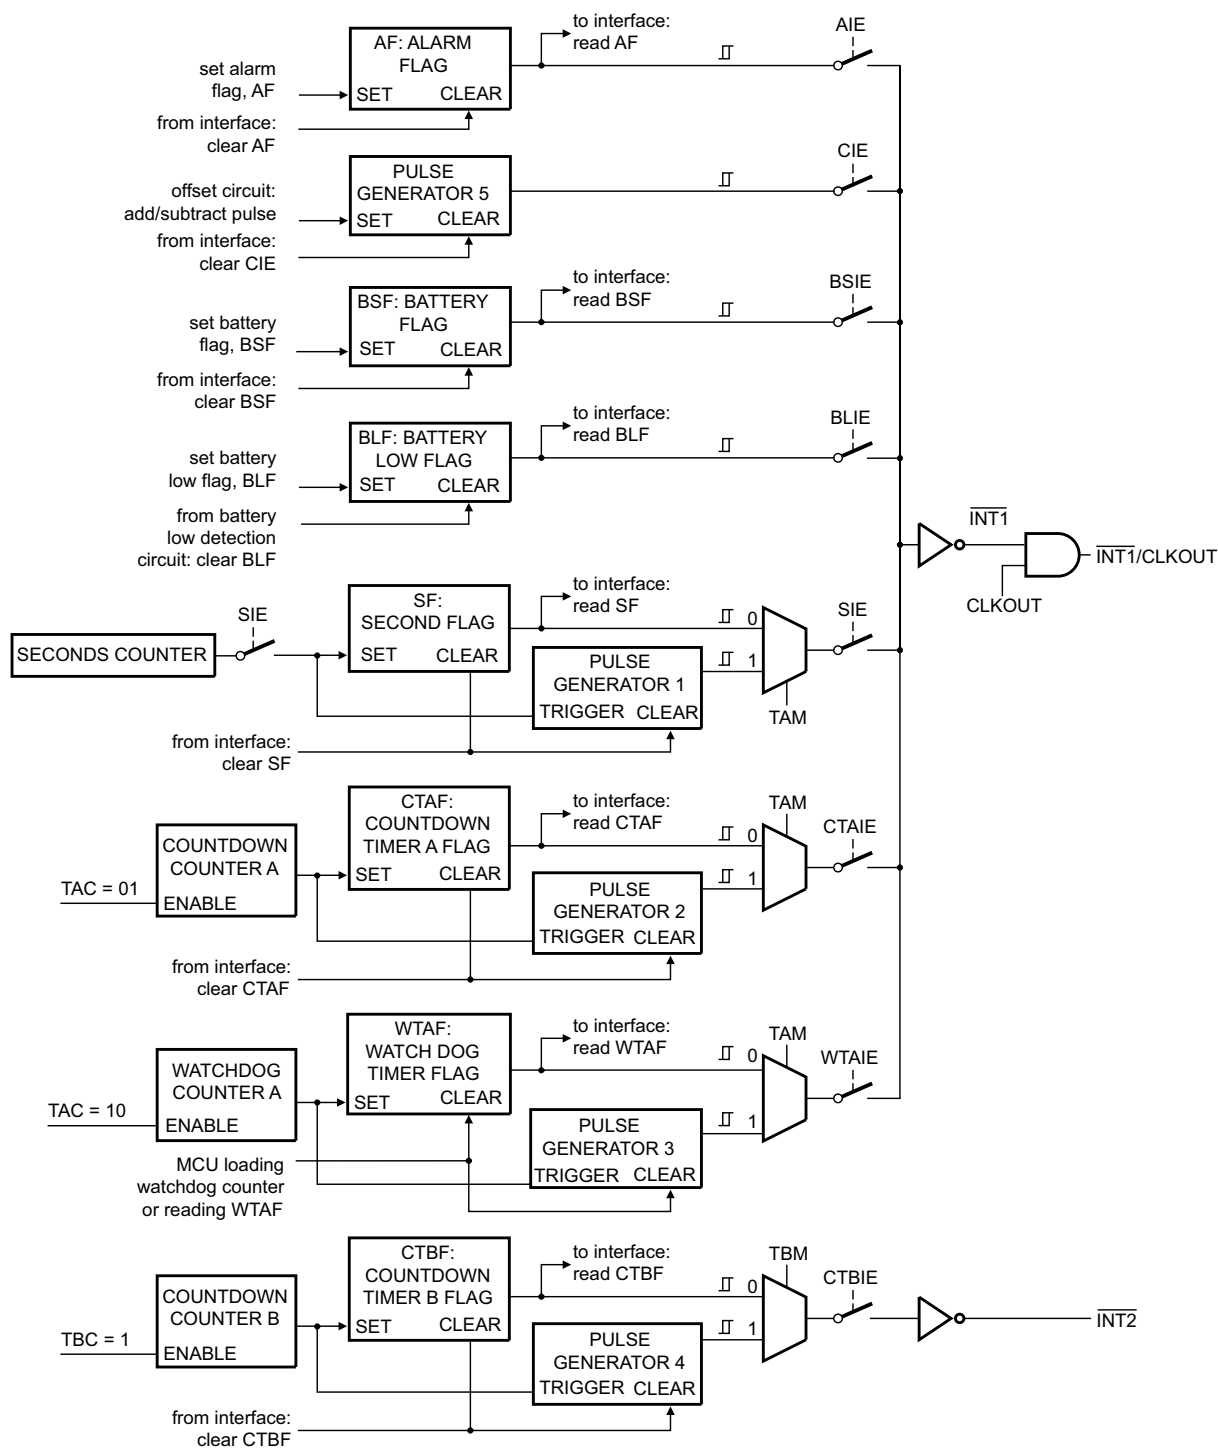 to interface:
read AF
AIE
AF: ALARM
FLAG
SET CLEAR
set alarm
flag, AF
from interface:
clear AF
CIE
PULSE
GENERATOR 5
SET CLEAR
offset circuit:
add/subtract pulse
from interface:
clear CIE
to interface:
read BSF
BSIE
BSF: BATTERY
FLAG
SET CLEAR
set battery
flag, BSF
from interface:
clear BSF
to interface:
read BLF
BLIE
BLF: BATTERY
LOW FLAG
SET CLEAR
set battery
low flag, BLF
from battery
low detection
circuit: clear BLF
INT1
INT1/CLKOUT
CLKOUT
to interface:
read SF
SF:
SECOND FLAG
SET CLEAR
SIE
SECONDS COUNTER
0
1
SIE
TAM
PULSE
GENERATOR 1
TRIGGER CLEAR
from interface:
clear SF
to interface:
read CTAF
TAM
CTAF:
COUNTDOWN
TIMER A FLAG
SET CLEAR
COUNTDOWN
COUNTER A
ENABLE
TAC = 01
0
1
CTAIE
PULSE
GENERATOR 2
TRIGGER CLEAR
from interface:
clear CTAF
to interface:
read WTAF
TAM
WTAF:
WATCH DOG
TIMER FLAG
SET CLEAR
WATCHDOG
COUNTER A
ENABLE
TAC = 10
0
1
WTAIE
PULSE
GENERATOR 3
TRIGGER CLEAR
MCU loading
watchdog counter
or reading WTAF
to interface:
read CTBF
TBM
CTBF:
COUNTDOWN
TIMER B FLAG
SET CLEAR
COUNTDOWN
COUNTER B
ENABLE
TBC = 1
0
1
CTBIE
INT2
PULSE
GENERATOR 4
TRIGGER CLEAR
from interface:
clear CTBF